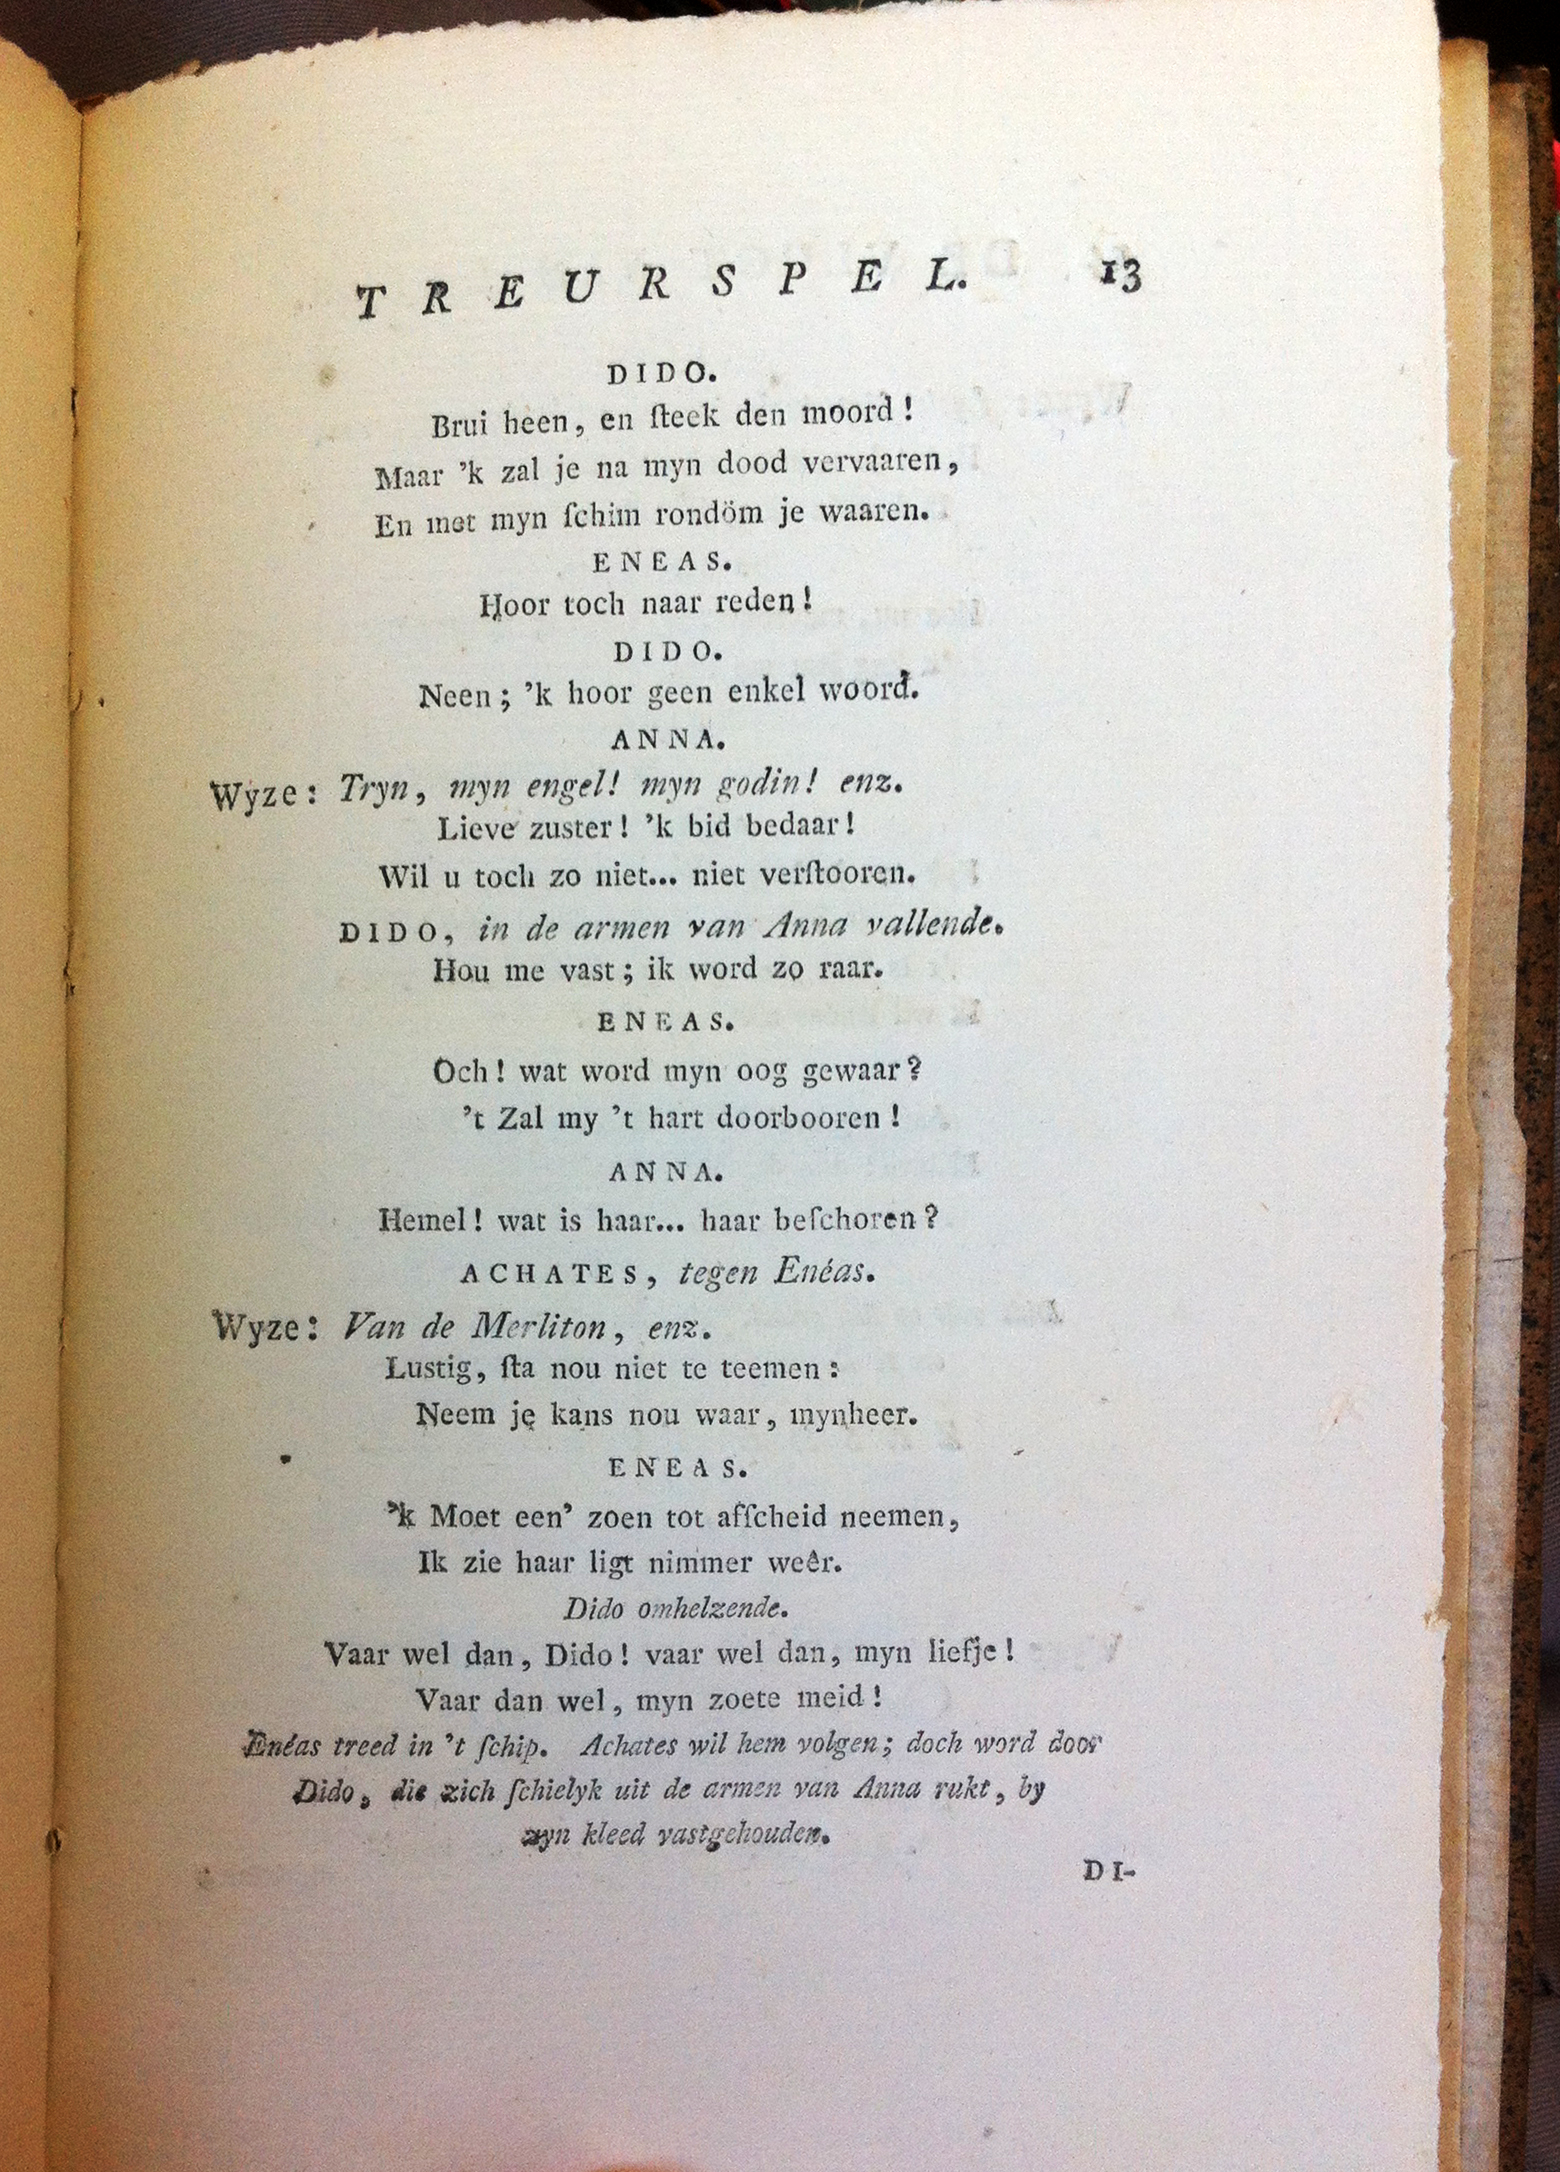 TREURSPEL. 13
DIDO.
Brui heen, en ſteek den moord!
Maar 'k zal je na myn dood vervaaren,
En met myn ſchim rondöm je waaren.
ENEAS.
Hoor toch naar reden!
DIDO.
Neen; 'k hoor geen enkel woord.
ANNA.
Wyze: Tryn, myn engel! myn godin! enz.
Lieve zuster! 'k bid bedaar!
Wil u toch zo niet... niet verſtooren.
DIDO, in de armen van Anna vallende.
Hou me vast; ik word zo raar.
ENEAS.
Och! wat word myn oog gewaar?
't Zal my 't hart doorbooren!
ANNA.
Hemel! wat is haar... haar beſchoren?
ACHATES, tegen Enéas.
Wyze: Van de Merliton, enz.
Lustig, ſta nou niet te teemen:
Neem je kans nou waar, mynheer.
ENEAS.
'k Moet een' zoen tot afſcheid neemen,
Ik zie haar ligt nimmer weêr.
Dido omhelzende.
Vaar wel dan, Dido! vaar wel dan, myn liefje!
Vaar dan wel, myn zoete meid!
Enéas treed in 't ſchip. Achates wil hem volgen; doch word door
Dido, die zich ſchielyk uit de armen van Anna rukt, by
zyn kleed vastgehouden.
DI-